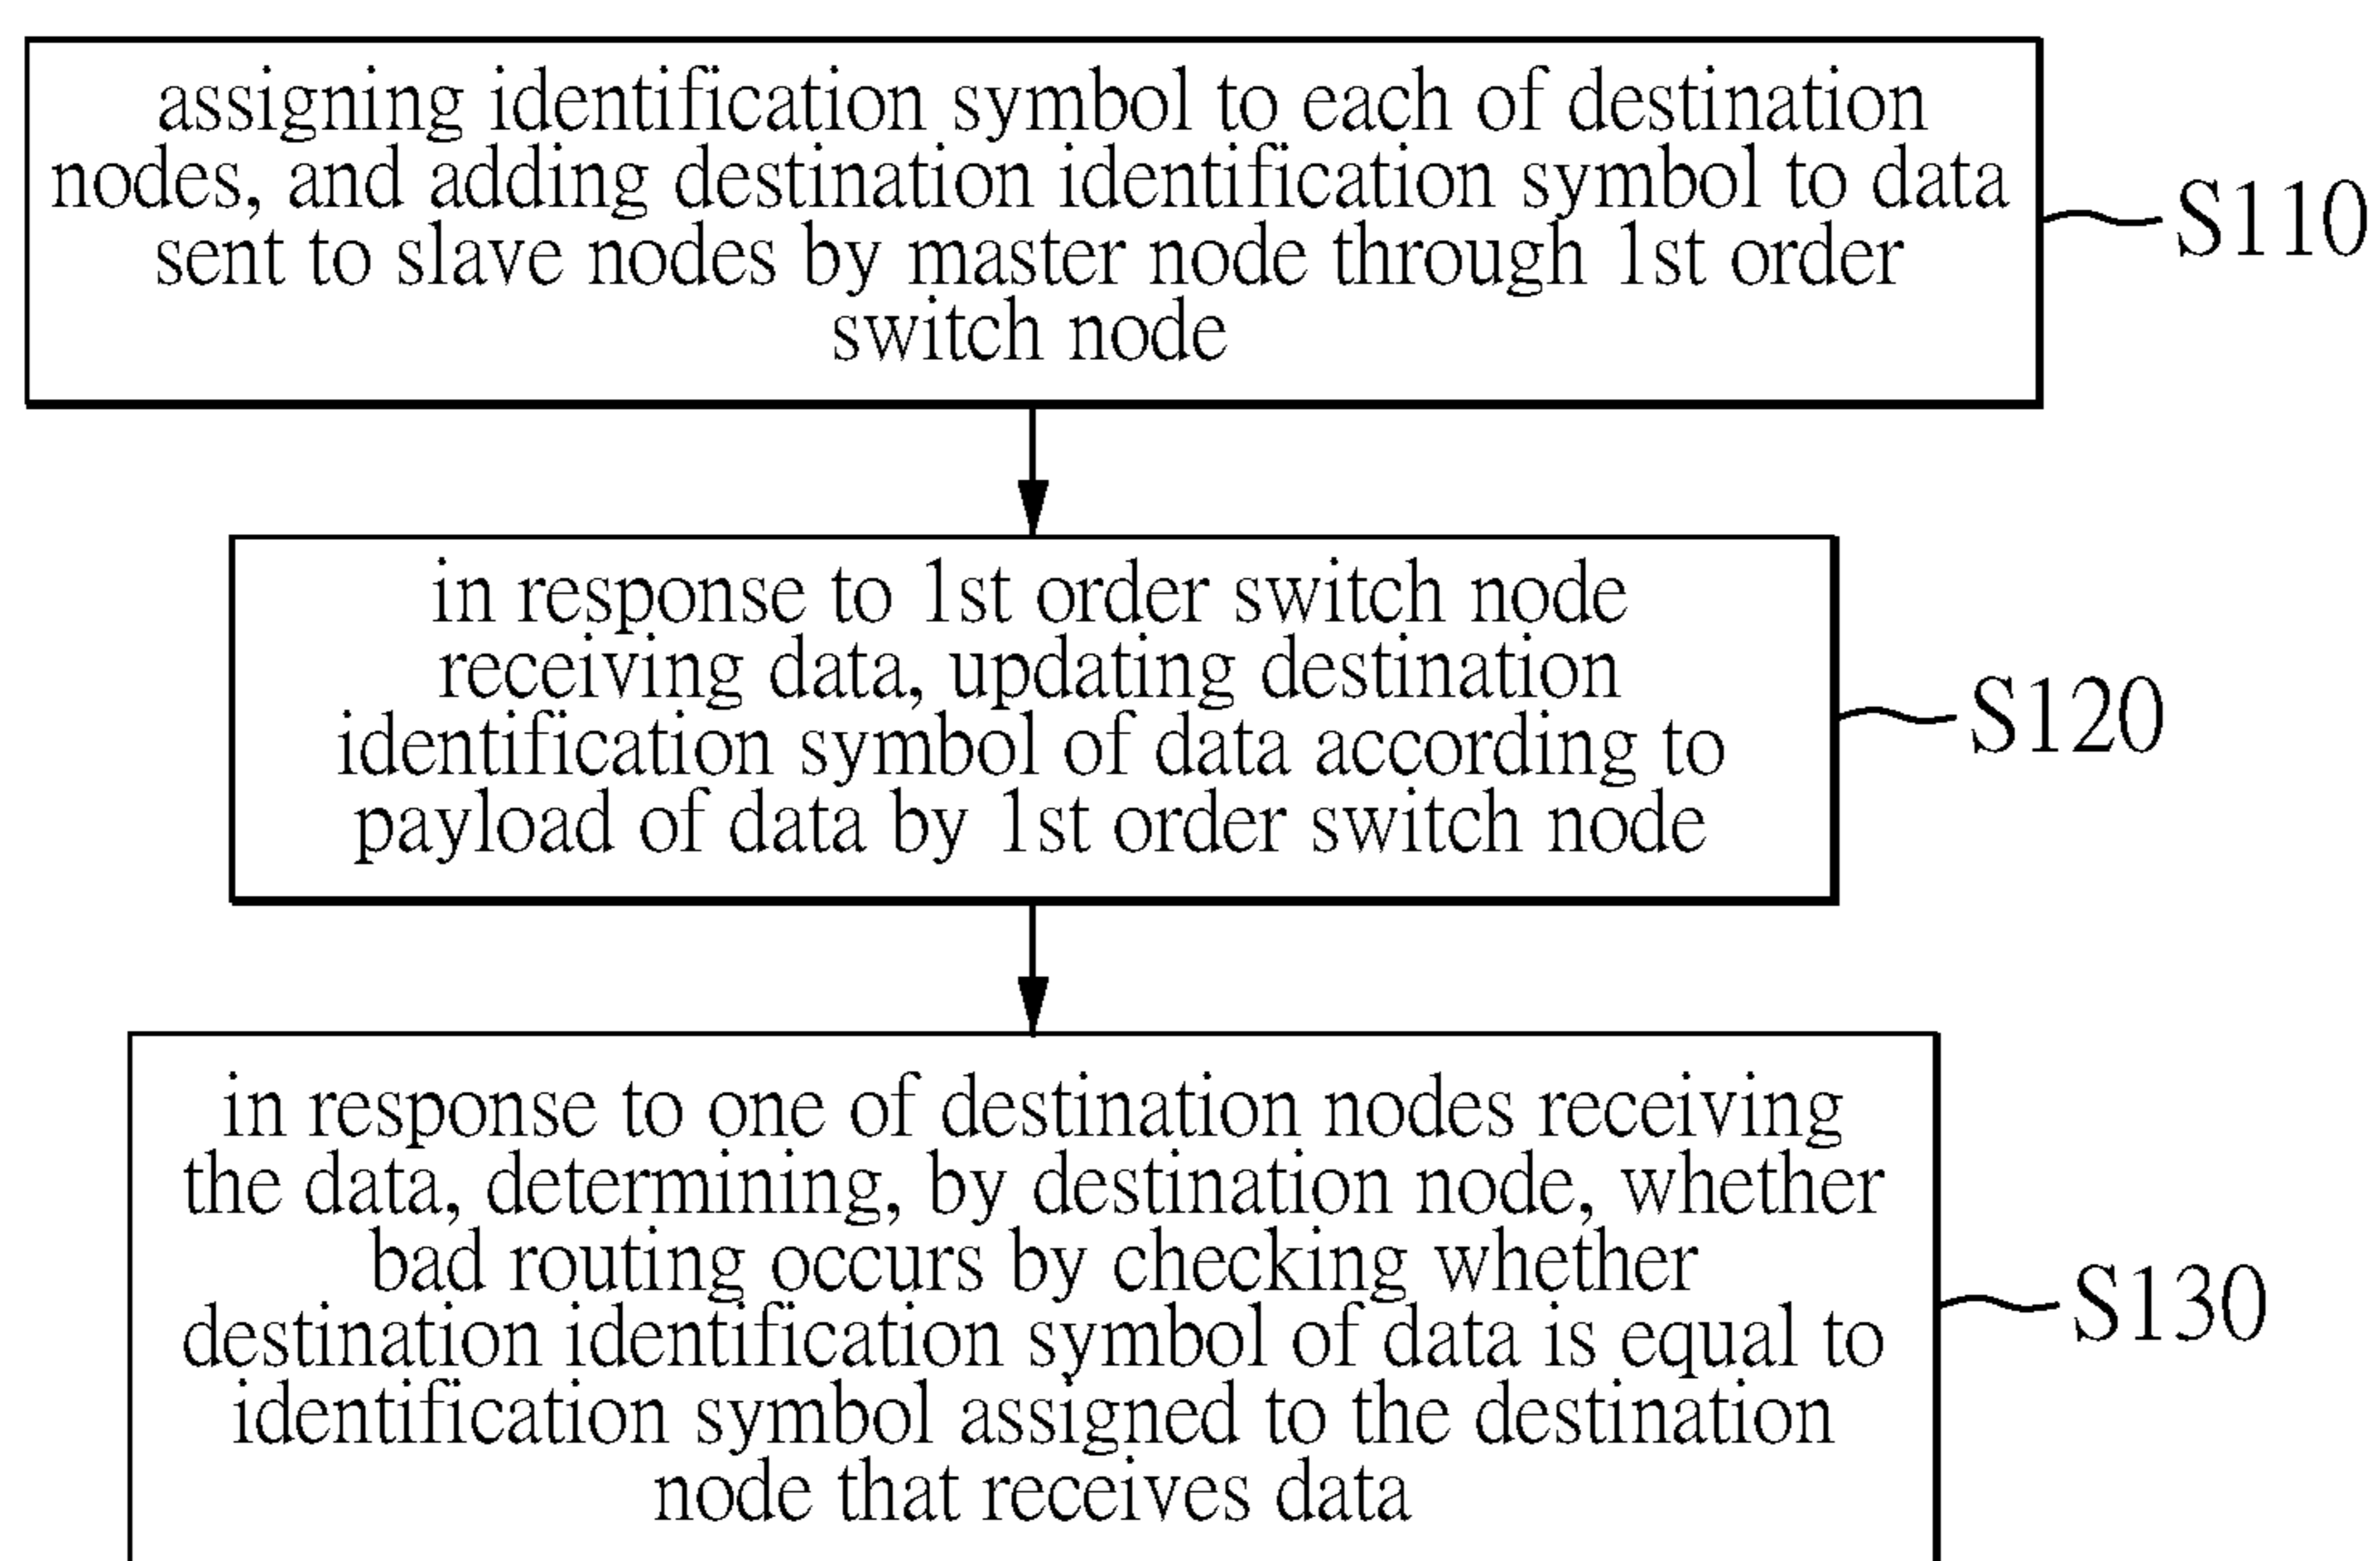 assigning identification symbol to each of destination
nodes, and adding destination identification symbol to data
sent to slave nodes by master node through 1st order
switch node
S110
in response to 1st order switch node
receiving data, updating destination
identification symbol of data according to
payload of data by 1st order switch node
S120
in response to one of destination nodes receiving
the data, determining, by destination node, whether
bad routing occurs by checking whether
destination identification symbol of data is equal to
identification symbol assigned to the destination
node that receives data
S130